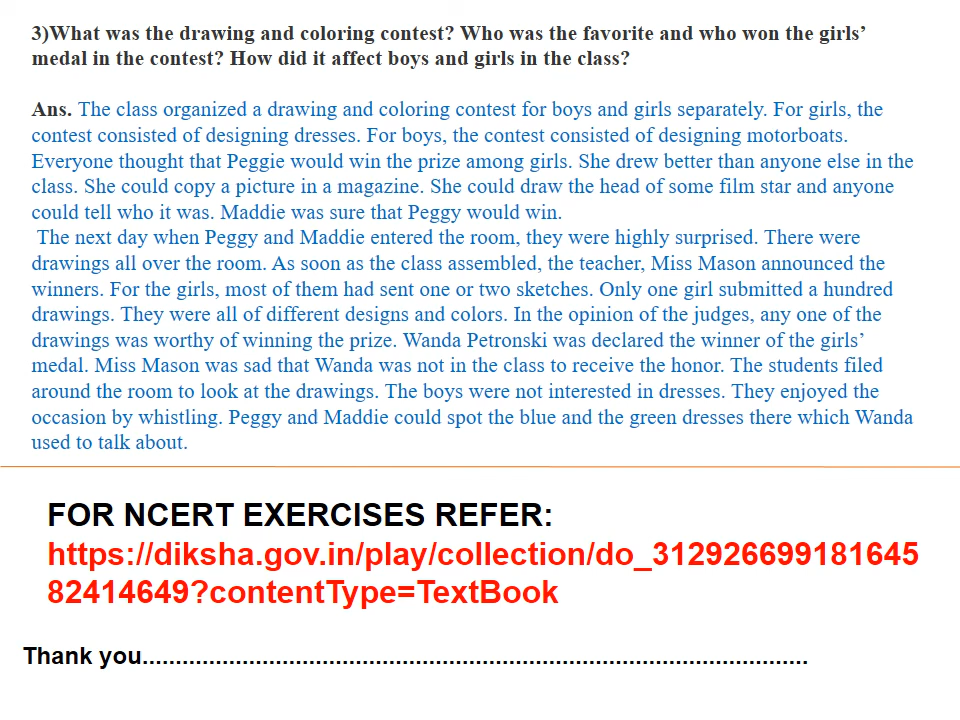 3)What was the drawing and coloring contest? Who was the favorite and who won the girls’
medal in the contest? How did it affect boys and girls in the class?
Ans. The class organized a drawing and coloring contest for boys and girls separately. For girls, the
contest consisted of designing dresses. For boys, the contest consisted of designing motorboats.
Everyone thought that Peggie would win the prize among girls. She drew better than anyone else in the
class. She could copy a picture in a magazine. She could draw the head of some film star and anyone
could tell who it was. Maddie was sure that Peggy would win.
The next day when Peggy and Maddie entered the room, they were highly surprised. There were
drawings all over the room. As soon as the class assembled, the teacher, Miss Mason announced the
winners. For the girls, most of them had sent one or two sketches. Only one girl submitted a hundred
drawings. They were all of different designs and colors. In the opinion of the judges, any one of the
drawings was worthy of winning the prize. Wanda Petronski was declared the winner of the girls’
medal. Miss Mason was sad that Wanda was not in the class to receive the honor. The students filed
around the room to look at the drawings. The boys were not interested in dresses. They enjoyed the
occasion by whistling. Peggy and Maddie could spot the blue and the green dresses there which Wanda
used to talk about.
FOR NCERT EXERCISES REFER:
https://diksha.gov.in/play/collection/do_312926699181645
82414649?contentType=TextBook
Thank you....................................................................................................